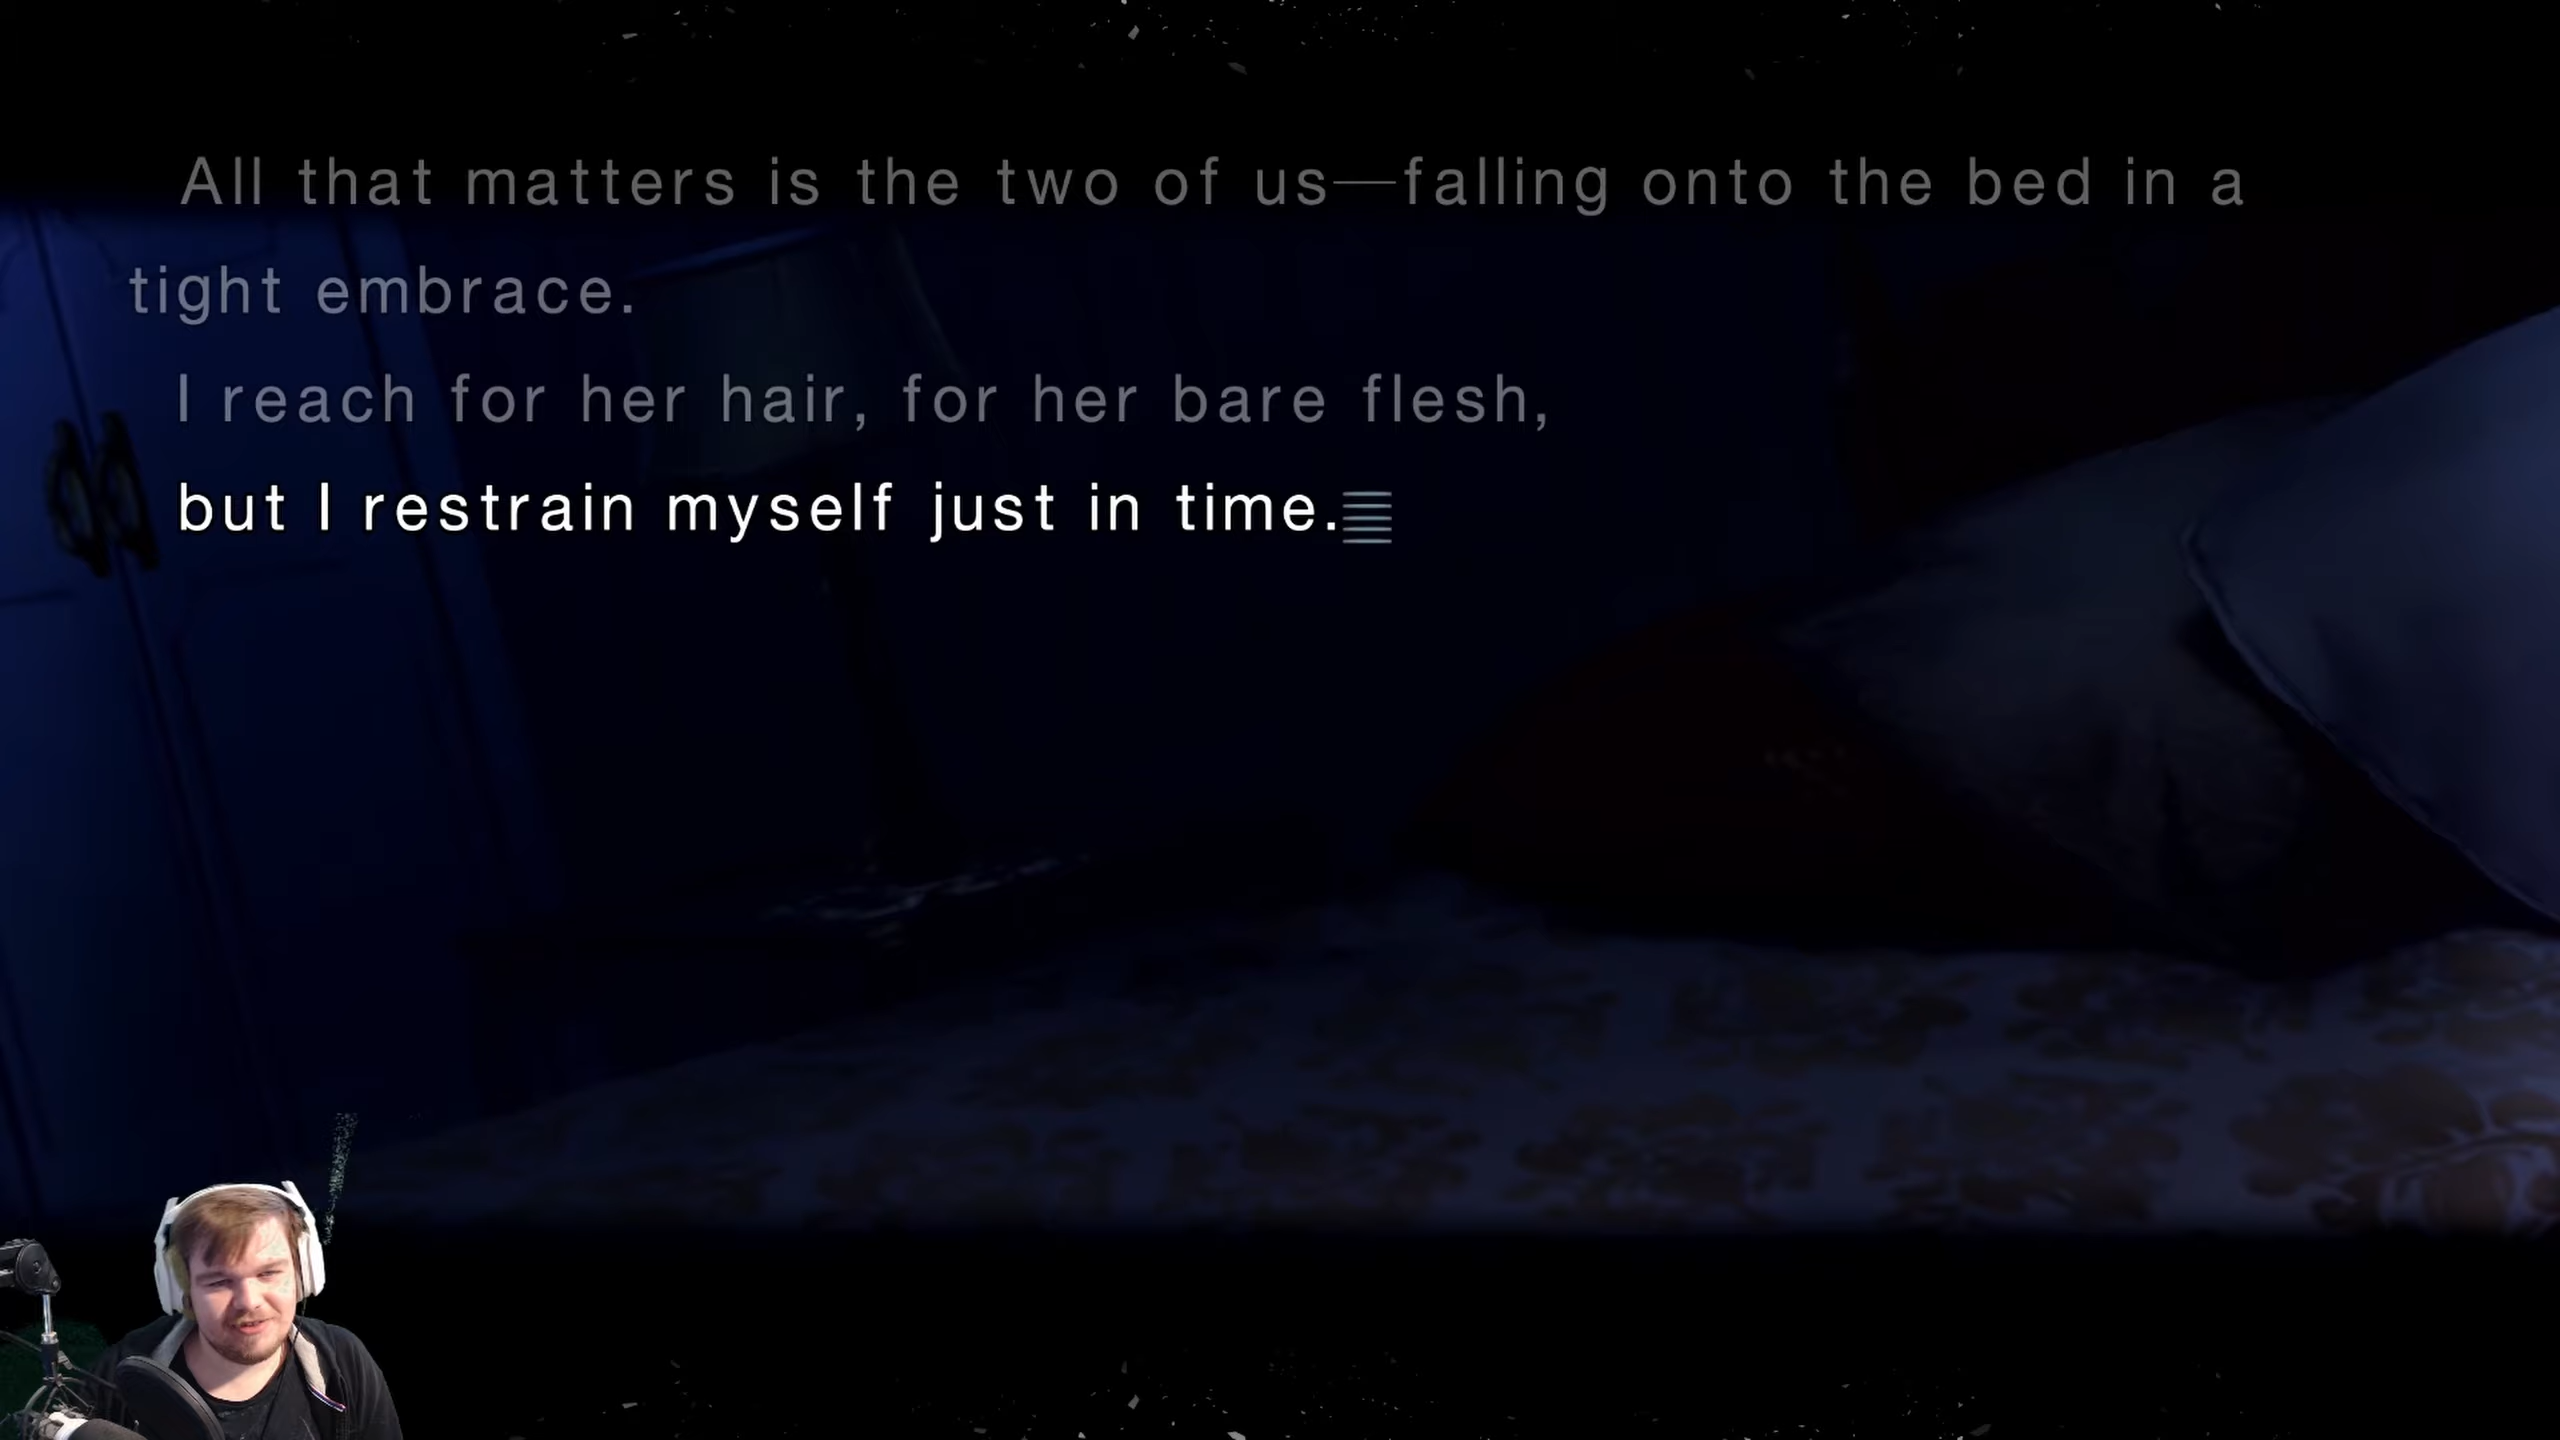 All that matters is the two of us—falling onto the bed in a
tight embrace.
I reach for her hair, for her bare flesh,
but I restrain myself just in time.